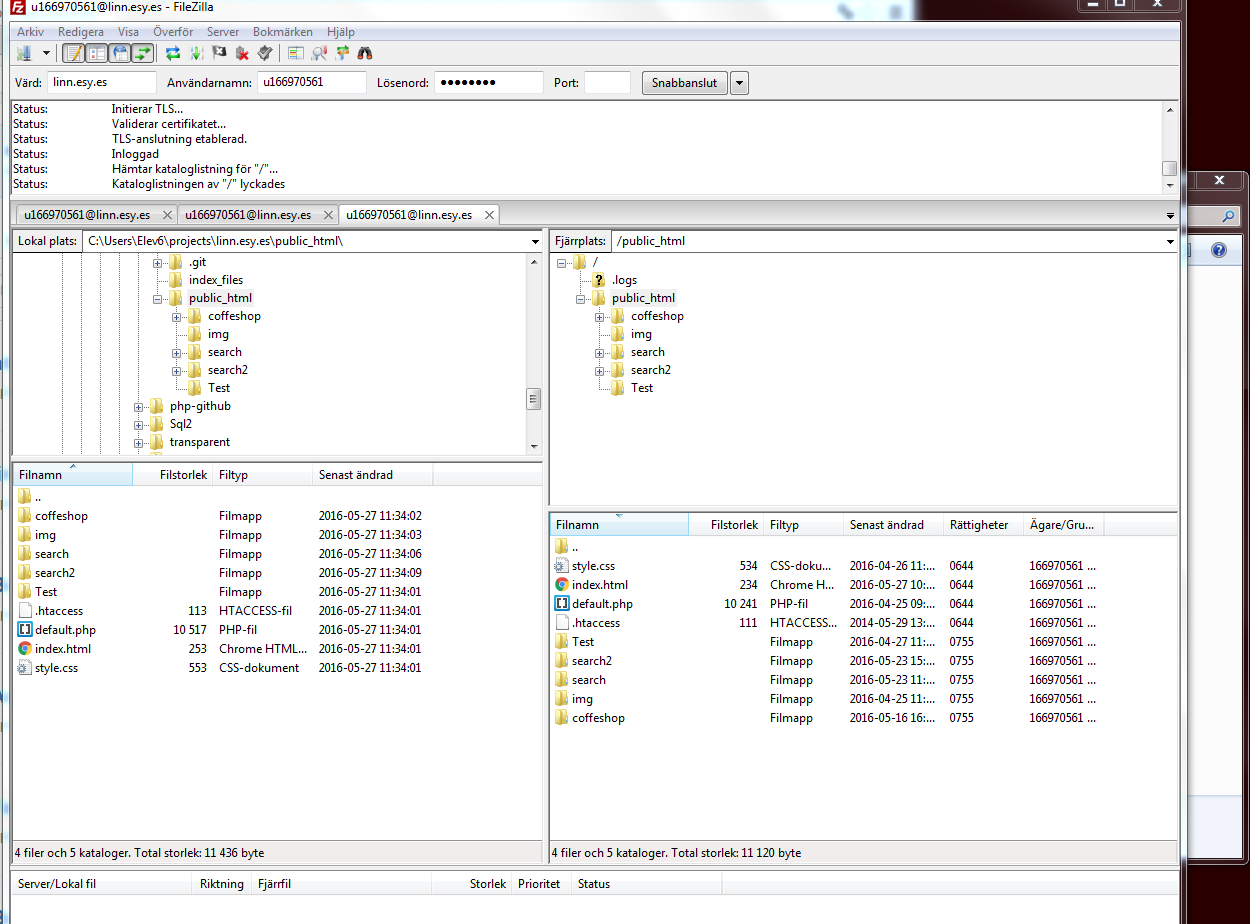 u166970561@linn.esy.es - FileZilla
Arkiv Redigera Visa Överför Server Bokmärken Hjälp
Värd: linn.esy.es Användarnamn: u166970561 Lösenord: ●●●●●●●● Port: Snabbanslut
Status: Initierar TLS...
Status: Validerar certifikatet...
Status: TLS-anslutning etablerad.
Status: Inloggad
Status: Hämtar kataloglistning för "/"...
Status: Kataloglistningen av "/" lyckades
u166970561@linn.esy.es u166970561@linn.esy.es u166970561@linn.esy.es
Lokal plats: C:\Users\Elev6\projects\linn.esy.es\public_html\
.git
index_files
public_html
coffeshop
img
search
search2
Test
php-github
Sql2
transparent
Filnamn Filstorlek Filtyp Senast ändrad
..
coffeshop Filmapp 2016-05-27 11:34:02
img Filmapp 2016-05-27 11:34:03
search Filmapp 2016-05-27 11:34:06
search2 Filmapp 2016-05-27 11:34:09
Test Filmapp 2016-05-27 11:34:01
.htaccess 113 HTACCESS-fil 2016-05-27 11:34:01
default.php 10 517 PHP-fil 2016-05-27 11:34:01
index.html 253 Chrome HTML... 2016-05-27 11:34:01
style.css 553 CSS-dokument 2016-05-27 11:34:01
4 filer och 5 kataloger. Total storlek: 11 436 byte
Fjärrplats: /public_html
/
.logs
public_html
coffeshop
img
search
search2
Test
Filnamn Filstorlek Filtyp Senast ändrad Rättigheter Ägare/Gru...
..
style.css 534 CSS-doku... 2016-04-26 11:... 0644 166970561 ...
index.html 234 Chrome H... 2016-05-27 10:... 0644 166970561 ...
default.php 10 241 PHP-fil 2016-04-25 09:... 0644 166970561 ...
.htaccess 111 HTACCESS... 2014-05-29 13:... 0644 166970561 ...
Test Filmapp 2016-04-27 11:... 0755 166970561 ...
search2 Filmapp 2016-05-23 15:... 0755 166970561 ...
search Filmapp 2016-05-23 11:... 0755 166970561 ...
img Filmapp 2016-04-25 11:... 0755 166970561 ...
coffeshop Filmapp 2016-05-16 16:... 0755 166970561 ...
4 filer och 5 kataloger. Total storlek: 11 120 byte
Server/Lokal fil Riktning Fjärrfil Storlek Prioritet Status